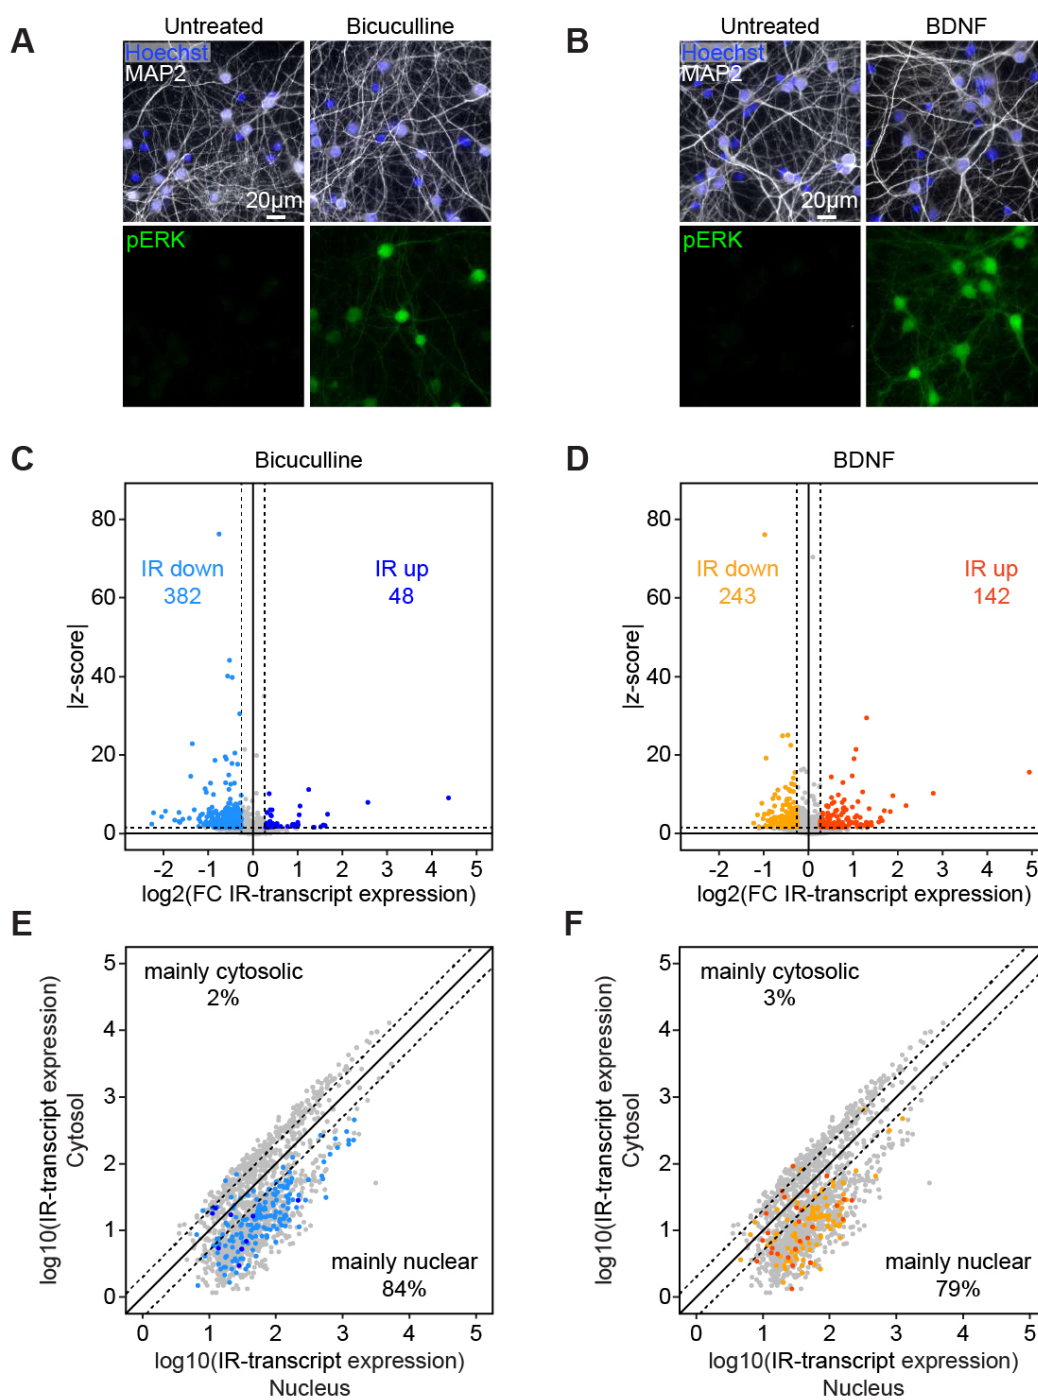 A
Untreated
Bicuculline
Hoechst
MAP2
20µm
pERK
B
Untreated
BDNF
Hoechst
MAP2
20µm
pERK
C
Bicuculline
80
60
40
20
0
|z-score|
IR down
382
IR up
48
-2
-1
0
1
2
3
4
5
log2(FC IR-transcript expression)
D
BDNF
80
60
40
20
0
|z-score|
IR down
243
IR up
142
-2
-1
0
1
2
3
4
5
log2(FC IR-transcript expression)
E
log10(IR-transcript expression)
Cytosol
5
4
3
2
1
0
mainly cytosolic
2%
mainly nuclear
84%
0
1
2
3
4
5
log10(IR-transcript expression)
Nucleus
F
log10(IR-transcript expression)
Cytosol
5
4
3
2
1
0
mainly cytosolic
3%
mainly nuclear
79%
0
1
2
3
4
5
log10(IR-transcript expression)
Nucleus